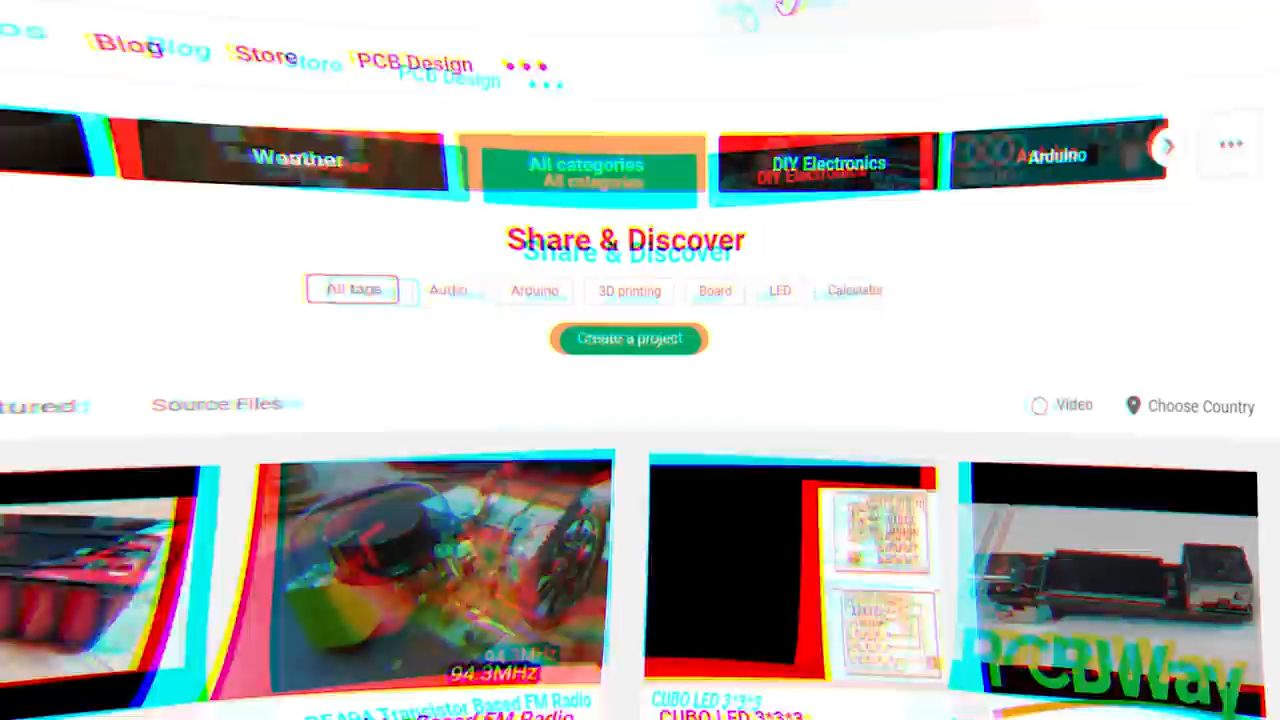 Blog Store PCB Design
Weather All categories DIY Electronics Arduino
Share & Discover
All tags Audio Arduino 3D printing Board LED Calculator
Create a project
tured Source Files Video Choose Country
94.3MHz
PCBWay
Transistor Based FM Radio CUBO LED 3*3*3